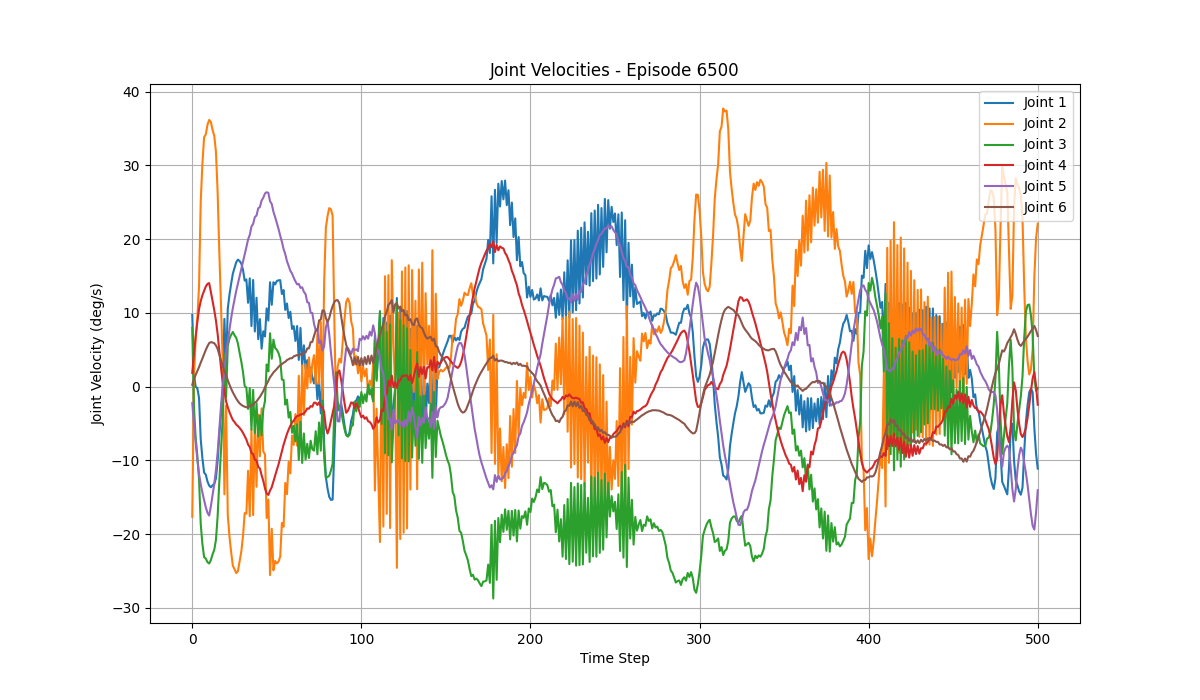 Joint Velocities - Episode 6500
Joint Velocity (deg/s)
40
30
20
10
0
−10
−20
−30
0 100 200 300 400 500
Time Step
Joint 1
Joint 2
Joint 3
Joint 4
Joint 5
Joint 6